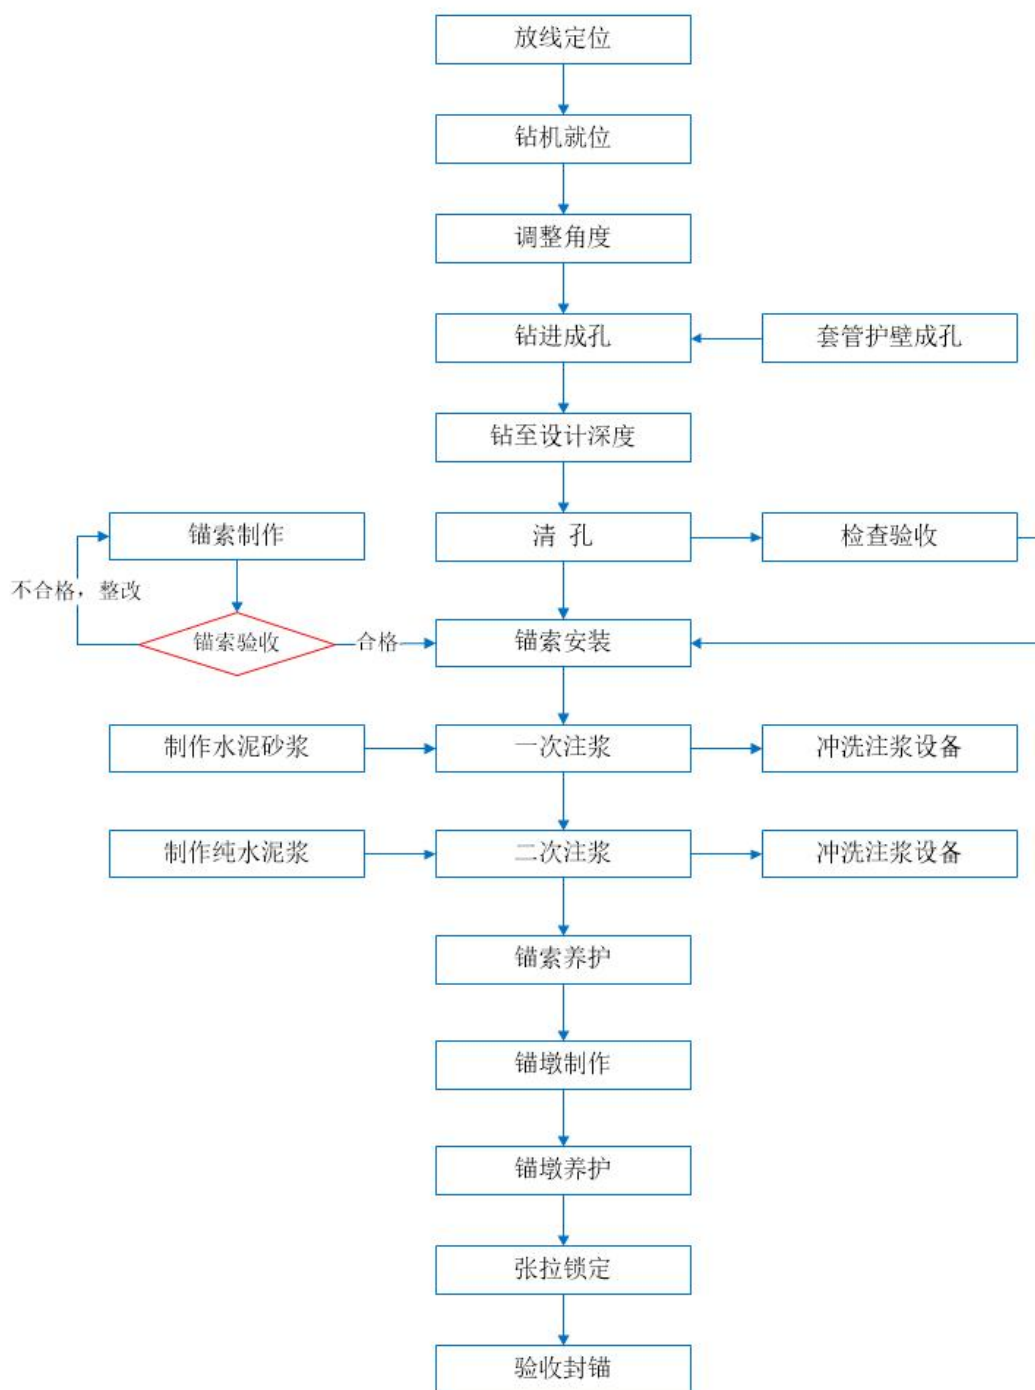 放线定位
钻机就位
调整角度
钻进成孔
套管护壁成孔
钻至设计深度
锚索制作
清 孔
检查验收
不合格，整改
锚索验收
合格
锚索安装
制作水泥砂浆
一次注浆
冲洗注浆设备
制作纯水泥浆
二次注浆
冲洗注浆设备
锚索养护
锚墩制作
锚墩养护
张拉锁定
验收封锚